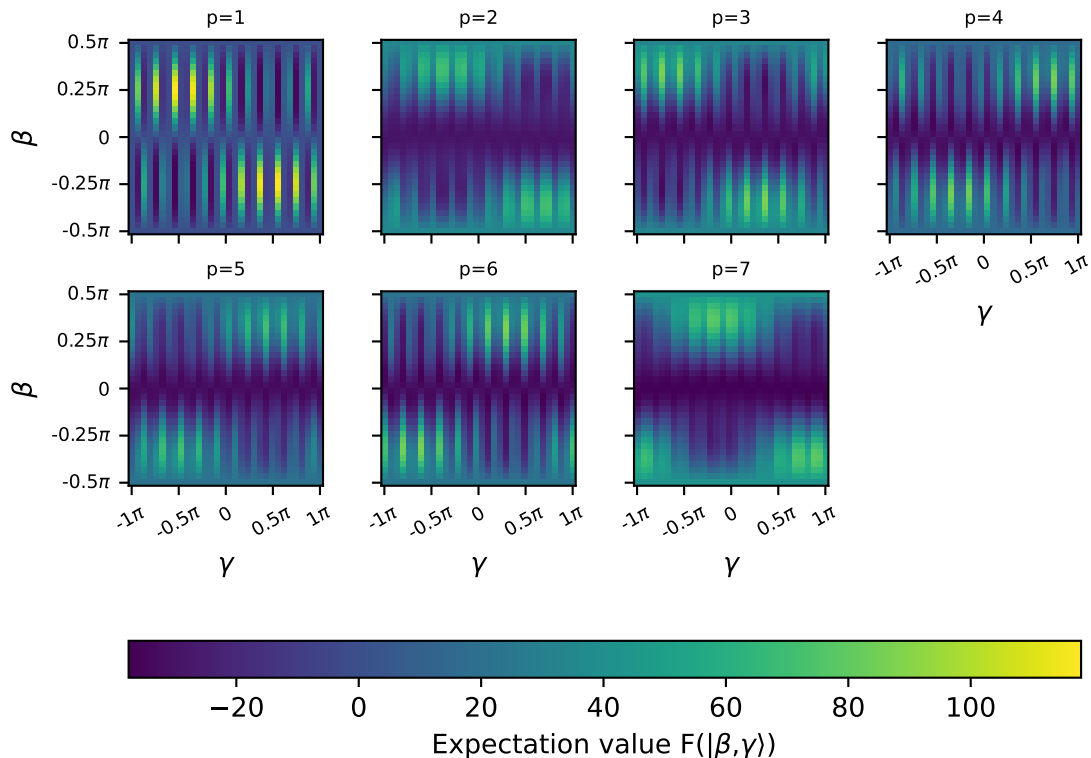 p=1 p=2 p=3 p=4
0.5π
0.25π
0
-0.25π
-0.5π
β
-1π -0.5π 0 0.5π 1π
γ
p=5 p=6 p=7
0.5π
0.25π
0
-0.25π
-0.5π
β
-1π -0.5π 0 0.5π 1π -1π -0.5π 0 0.5π 1π -1π -0.5π 0 0.5π 1π
γ γ γ
−20 0 20 40 60 80 100
Expectation value F(|β,γ⟩)